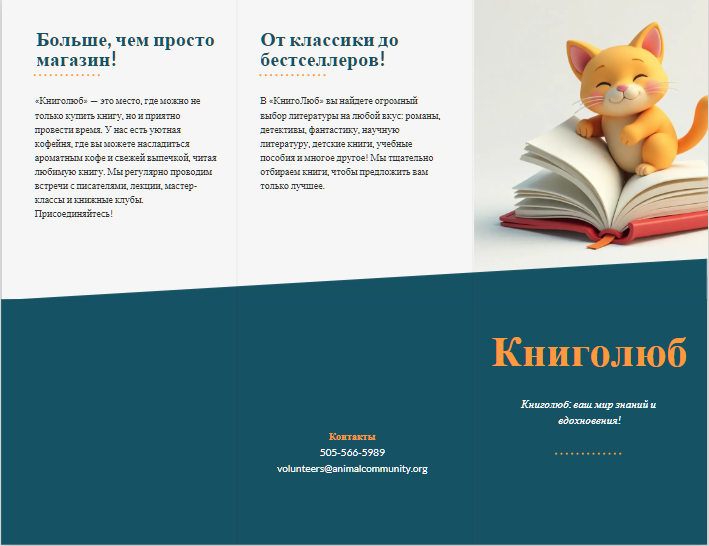 Больше, чем просто
магазин!
«Книголюб» — это место, где можно не
только купить книгу, но и приятно
провести время. У нас есть уютная
кофейня, где вы можете насладиться
ароматным кофе и свежей выпечкой, читая
любимую книгу. Мы регулярно проводим
встречи с писателями, лекции, мастер-
классы и книжные клубы.
Присоединяйтесь!
От классики до
бестселлеров!
В «КнигоЛюб» вы найдете огромный
выбор литературы на любой вкус: романы,
детективы, фантастику, научную
литературу, детские книги, учебные
пособия и многое другое! Мы тщательно
отбираем книги, чтобы предложить вам
только лучшее.
Контакты
505-566-5989
volunteers@animalcommunity.org
Книголюб
Книголюб: ваш мир знаний и
вдохновения!